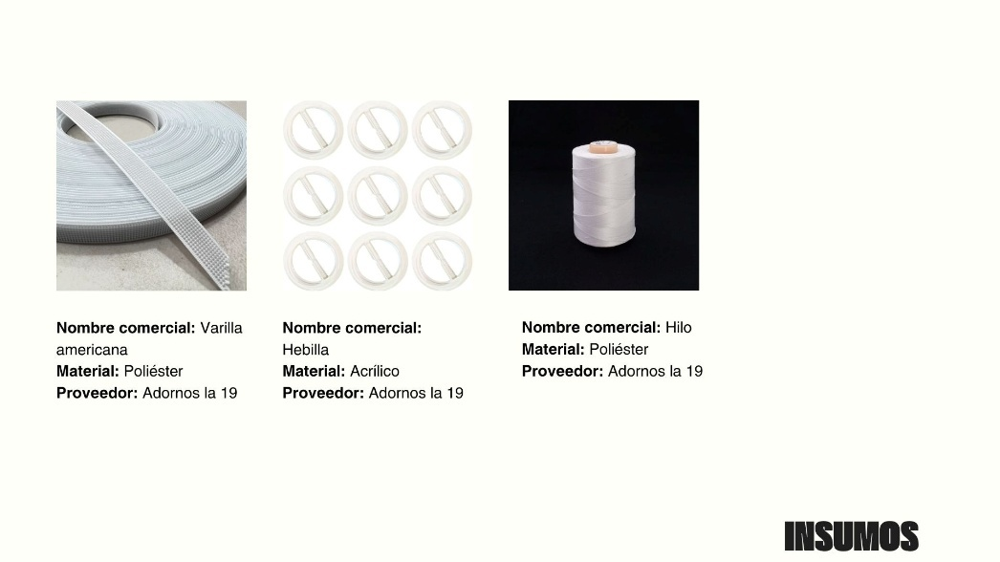 Nombre comercial: Varilla
americana
Material: Poliéster
Proveedor: Adornos la 19
Nombre comercial:
Hebilla
Material: Acrílico
Proveedor: Adornos la 19
Nombre comercial: Hilo
Material: Poliéster
Proveedor: Adornos la 19
INSUMOS